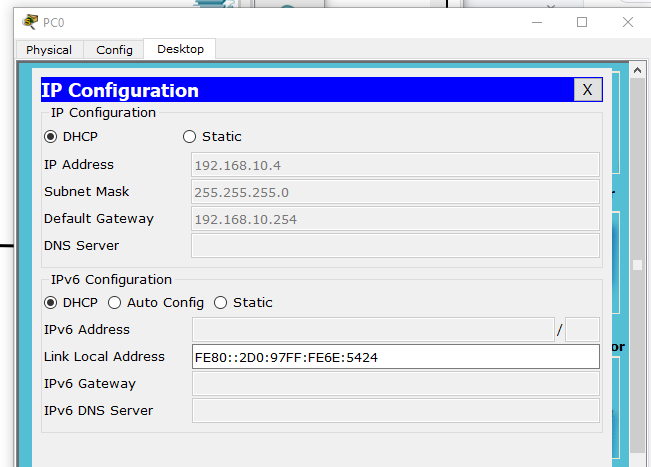 PC0
Physical Config Desktop
IP Configuration X
IP Configuration
DHCP Static
IP Address 192.168.10.4
Subnet Mask 255.255.255.0
Default Gateway 192.168.10.254
DNS Server
IPv6 Configuration
DHCP Auto Config Static
IPv6 Address /
Link Local Address FE80::2D0:97FF:FE6E:5424
IPv6 Gateway
IPv6 DNS Server